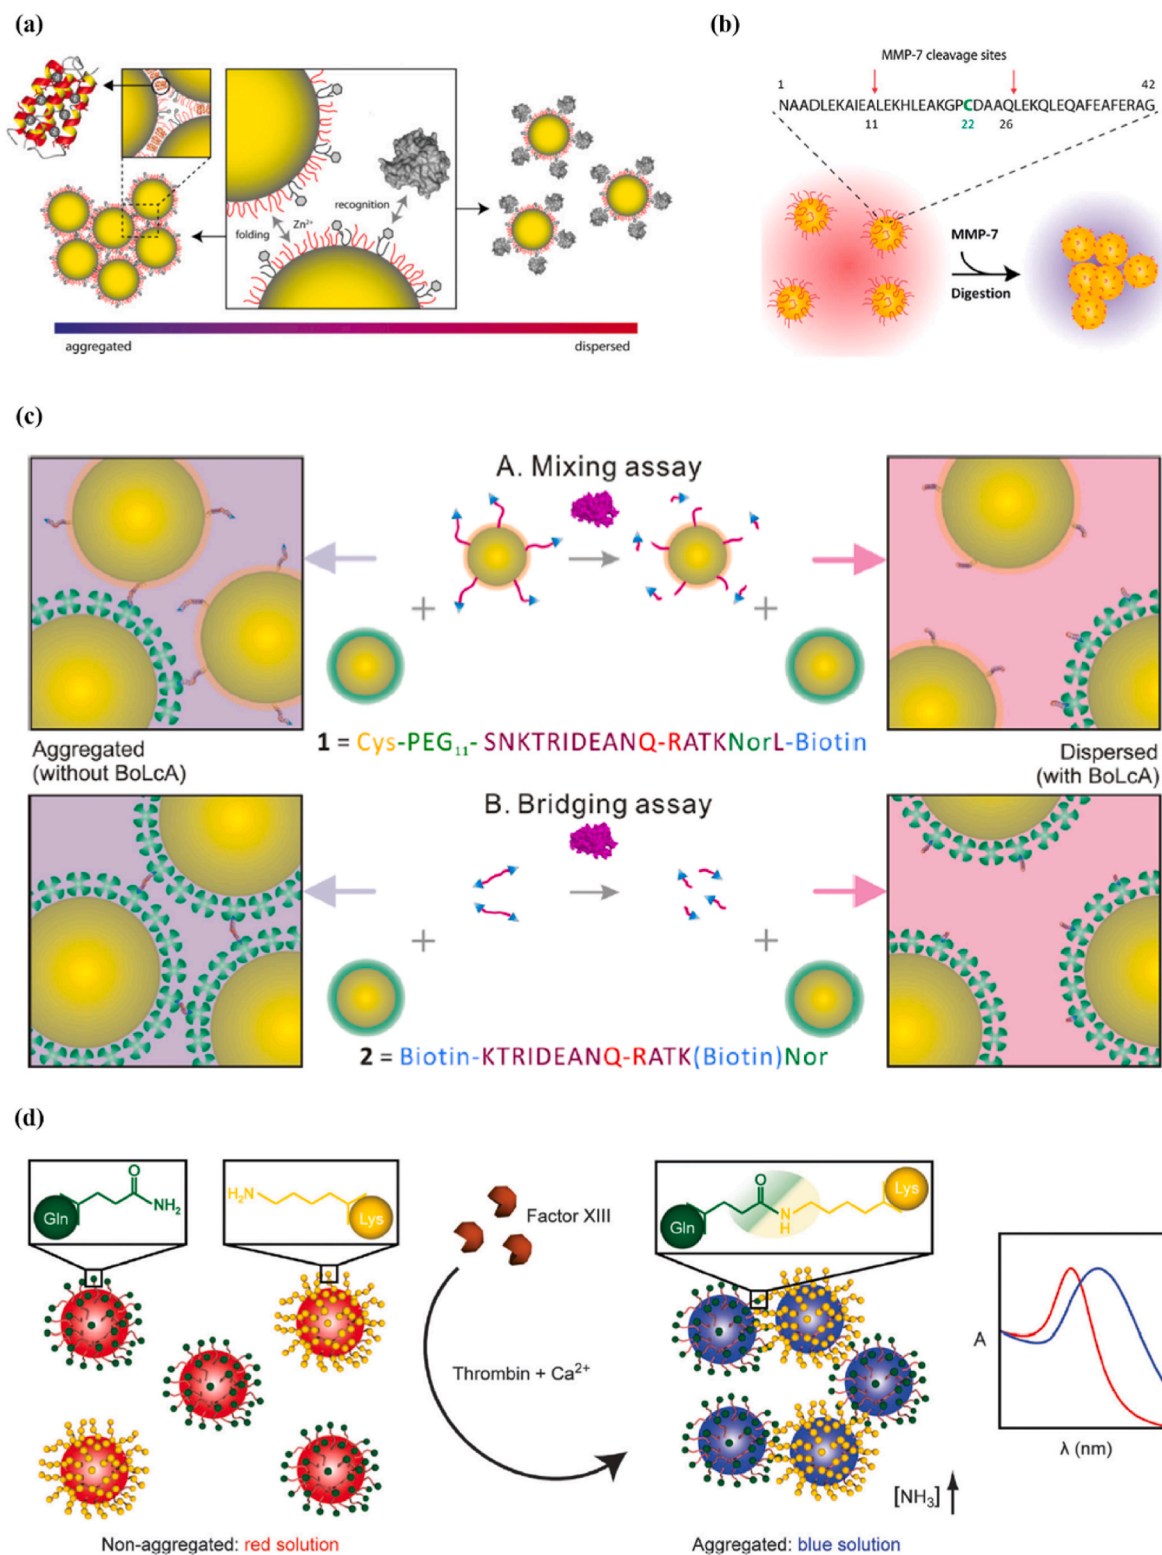 (a)
folding
Zn²⁺
recognition
aggregated
dispersed
(b)
MMP-7 cleavage sites
1
42
NAADLEKAIEALEKHLEAKGPCDAAQLEKQLEQAFEAFERAG
11
22
26
MMP-7
Digestion
(c)
A. Mixing assay
+
+
1 = Cys-PEG₁₁- SNKTRIDEANQ-RATKNorL-Biotin
Aggregated
(without BoLcA)
Dispersed
(with BoLcA)
B. Bridging assay
+
+
2 = Biotin-KTRIDEANQ-RATK(Biotin)Nor
(d)
O
NH₂
Gln
H₂N
Lys
Factor XIII
Thrombin + Ca²⁺
O
N
H
Gln
Lys
A
λ (nm)
[NH₃]
Non-aggregated: red solution
Aggregated: blue solution